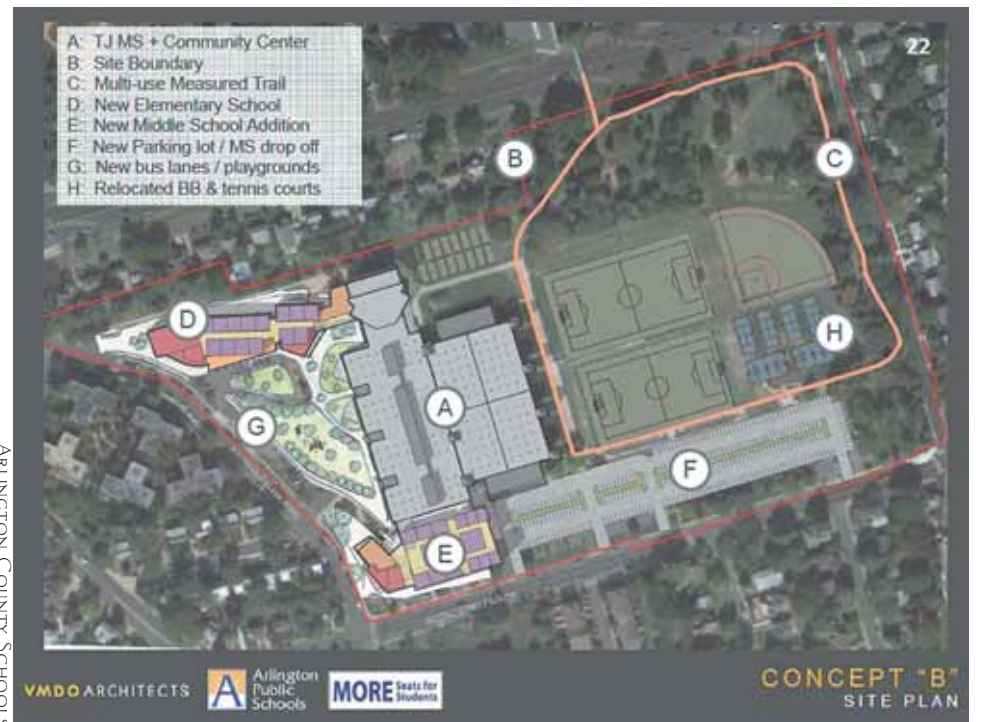 A: TJ MS + Community Center
B: Site Boundary
C: Multi-use Measured Trail
D: New Elementary School
E: New Middle School Addition
F: New Parking lot / MS drop off
G: New bus lanes / playgrounds
H: Relocated BB & tennis courts
22
B
C
D
H
A
G
F
E
ARLINGTON COUNTY SCHOOLS
VMDO ARCHITECTS
A
Arlington
Public
Schools
MORE Seats for
Students
CONCEPT "B"
SITE PLAN